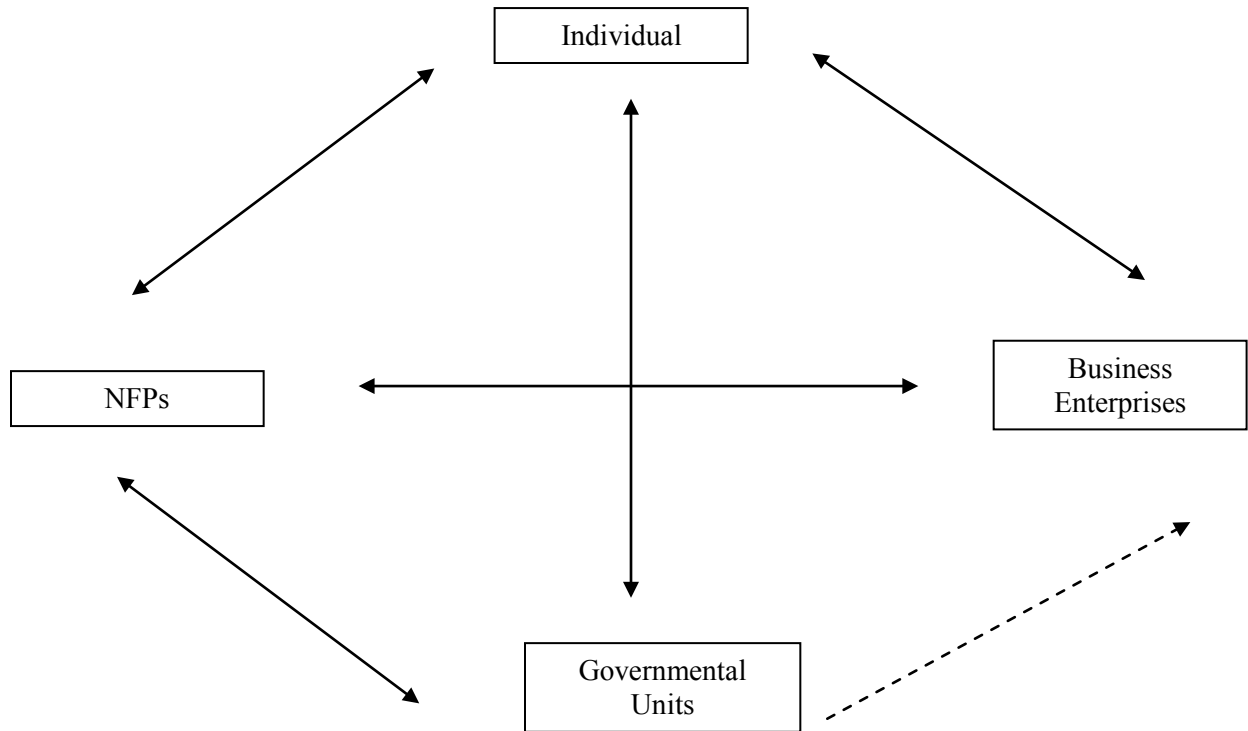 Individual
NFPs
Business
Enterprises
Governmental
Units